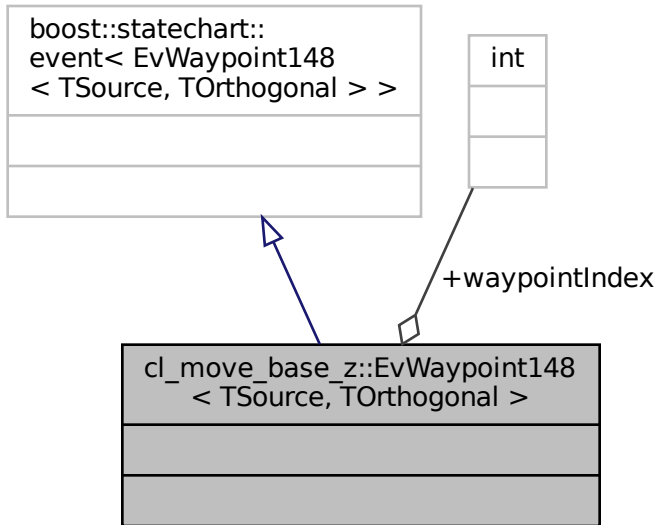 boost::statechart::
event< EvWaypoint148
< TSource, TOrthogonal > >
int
+waypointIndex
cl_move_base_z::EvWaypoint148
< TSource, TOrthogonal >